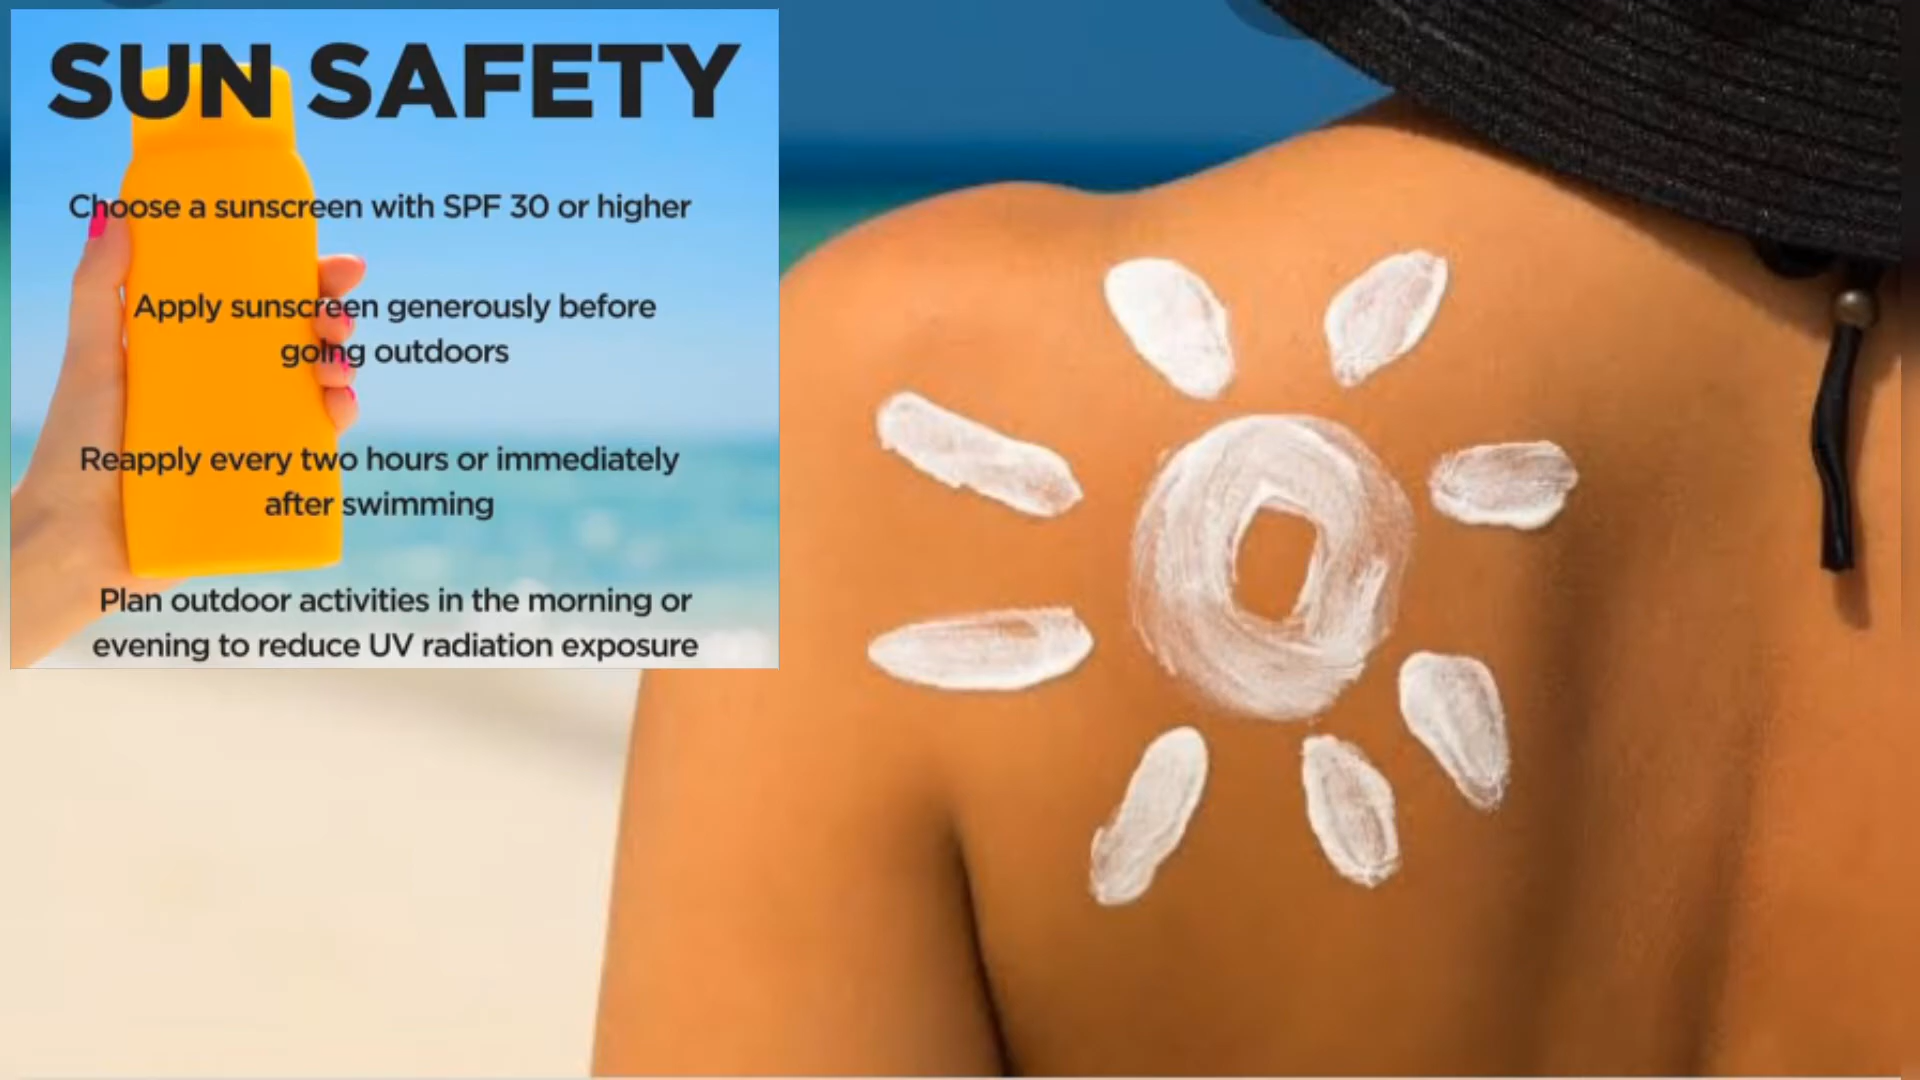 SUN SAFETY
Choose a sunscreen with SPF 30 or higher
Apply sunscreen generously before
going outdoors
Reapply every two hours or immediately
after swimming
Plan outdoor activities in the morning or
evening to reduce UV radiation exposure